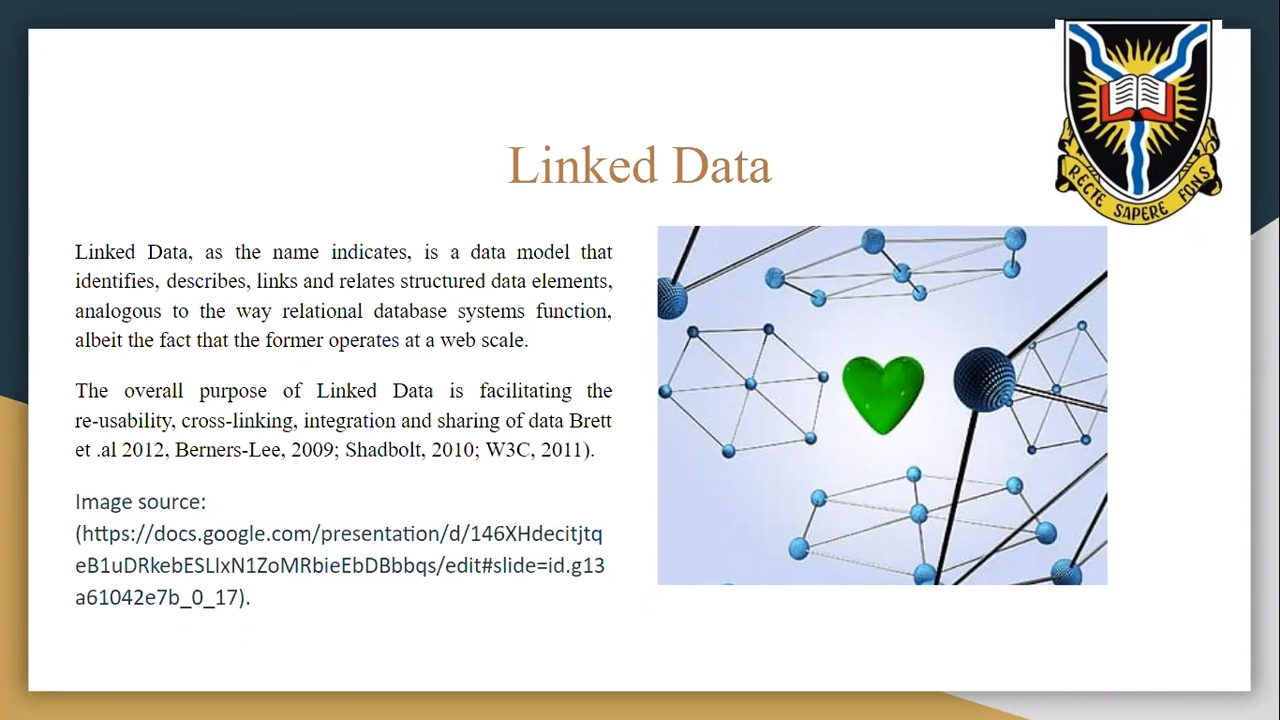 RECTE SAPERE FONS
Linked Data
Linked Data, as the name indicates, is a data model that
identifies, describes, links and relates structured data elements,
analogous to the way relational database systems function,
albeit the fact that the former operates at a web scale.
The overall purpose of Linked Data is facilitating the
re-usability, cross-linking, integration and sharing of data Brett
et .al 2012, Berners-Lee, 2009; Shadbolt, 2010; W3C, 2011).
Image source:
(https://docs.google.com/presentation/d/146XHdecitjtq
eB1uDRkebESLIxN1ZoMRbieEbDBbbqs/edit#slide=id.g13
a61042e7b_0_17).